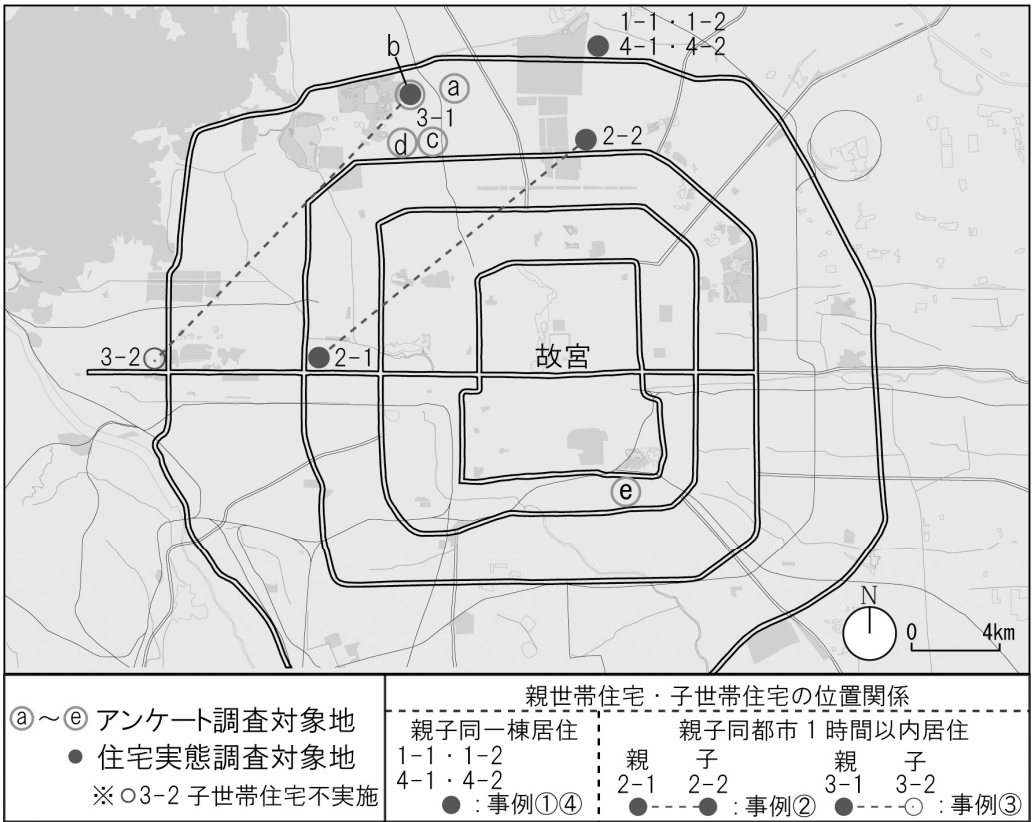 1-1・1-2
4-1・4-2
b
a
3-1
d
c
2-2
3-2
2-1
故宮
e
N
0 4km
ⓐ～ⓔ アンケート調査対象地
● 住宅実態調査対象地
※○3-2 子世帯住宅不実施
親世帯住宅・子世帯住宅の位置関係
親子同一棟居住
1-1・1-2
4-1・4-2
●:事例①④
親子同都市1時間以内居住
親 子 親 子
2-1 2-2 3-1 3-2
●----●:事例② ●----○:事例③